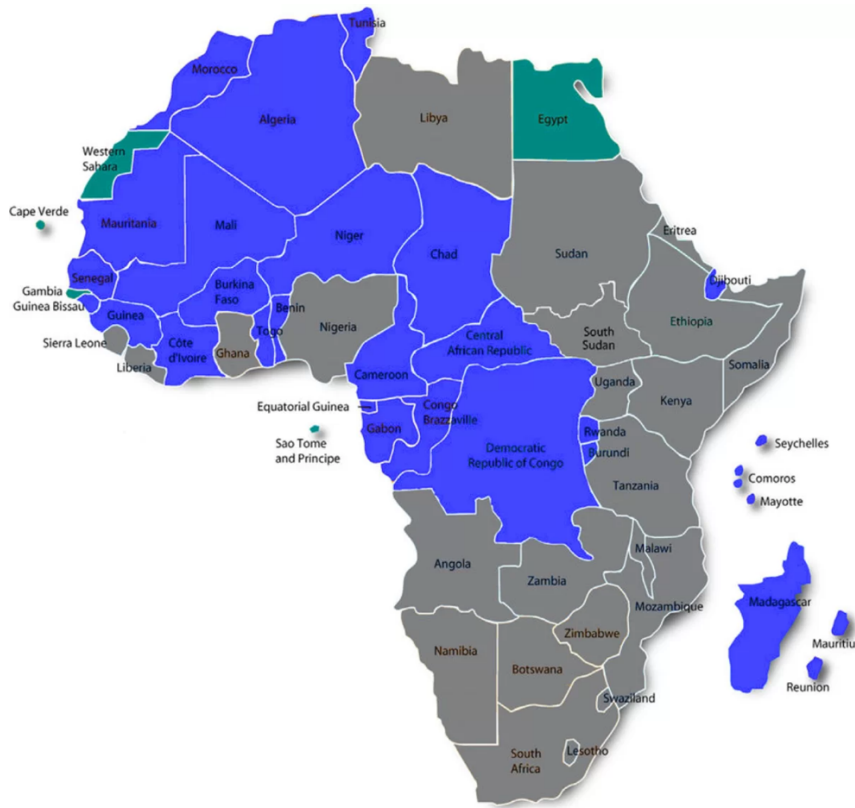 Tunisia
Morocco
Algeria
Libya
Egypt
Western
Sahara
Cape Verde
Mauritania
Mali
Niger
Chad
Sudan
Eritrea
Senegal
Gambia
Guinea Bissau
Guinea
Burkina
Faso
Benin
Djibouti
Nigeria
Togo
Ghana
Côte
d'Ivoire
Sierra Leone
Liberia
Central
African Republic
South
Sudan
Ethiopia
Somalia
Cameroon
Uganda
Kenya
Equatorial Guinea
Congo
Brazzaville
Gabon
Sao Tome
and Principe
Democratic
Republic of Congo
Rwanda
Burundi
Seychelles
Tanzania
Comoros
Mayotte
Angola
Zambia
Malawi
Mozambique
Madagascar
Zimbabwe
Mauritiu
Namibia
Botswana
Reunion
Swaziland
South
Africa
Lesotho